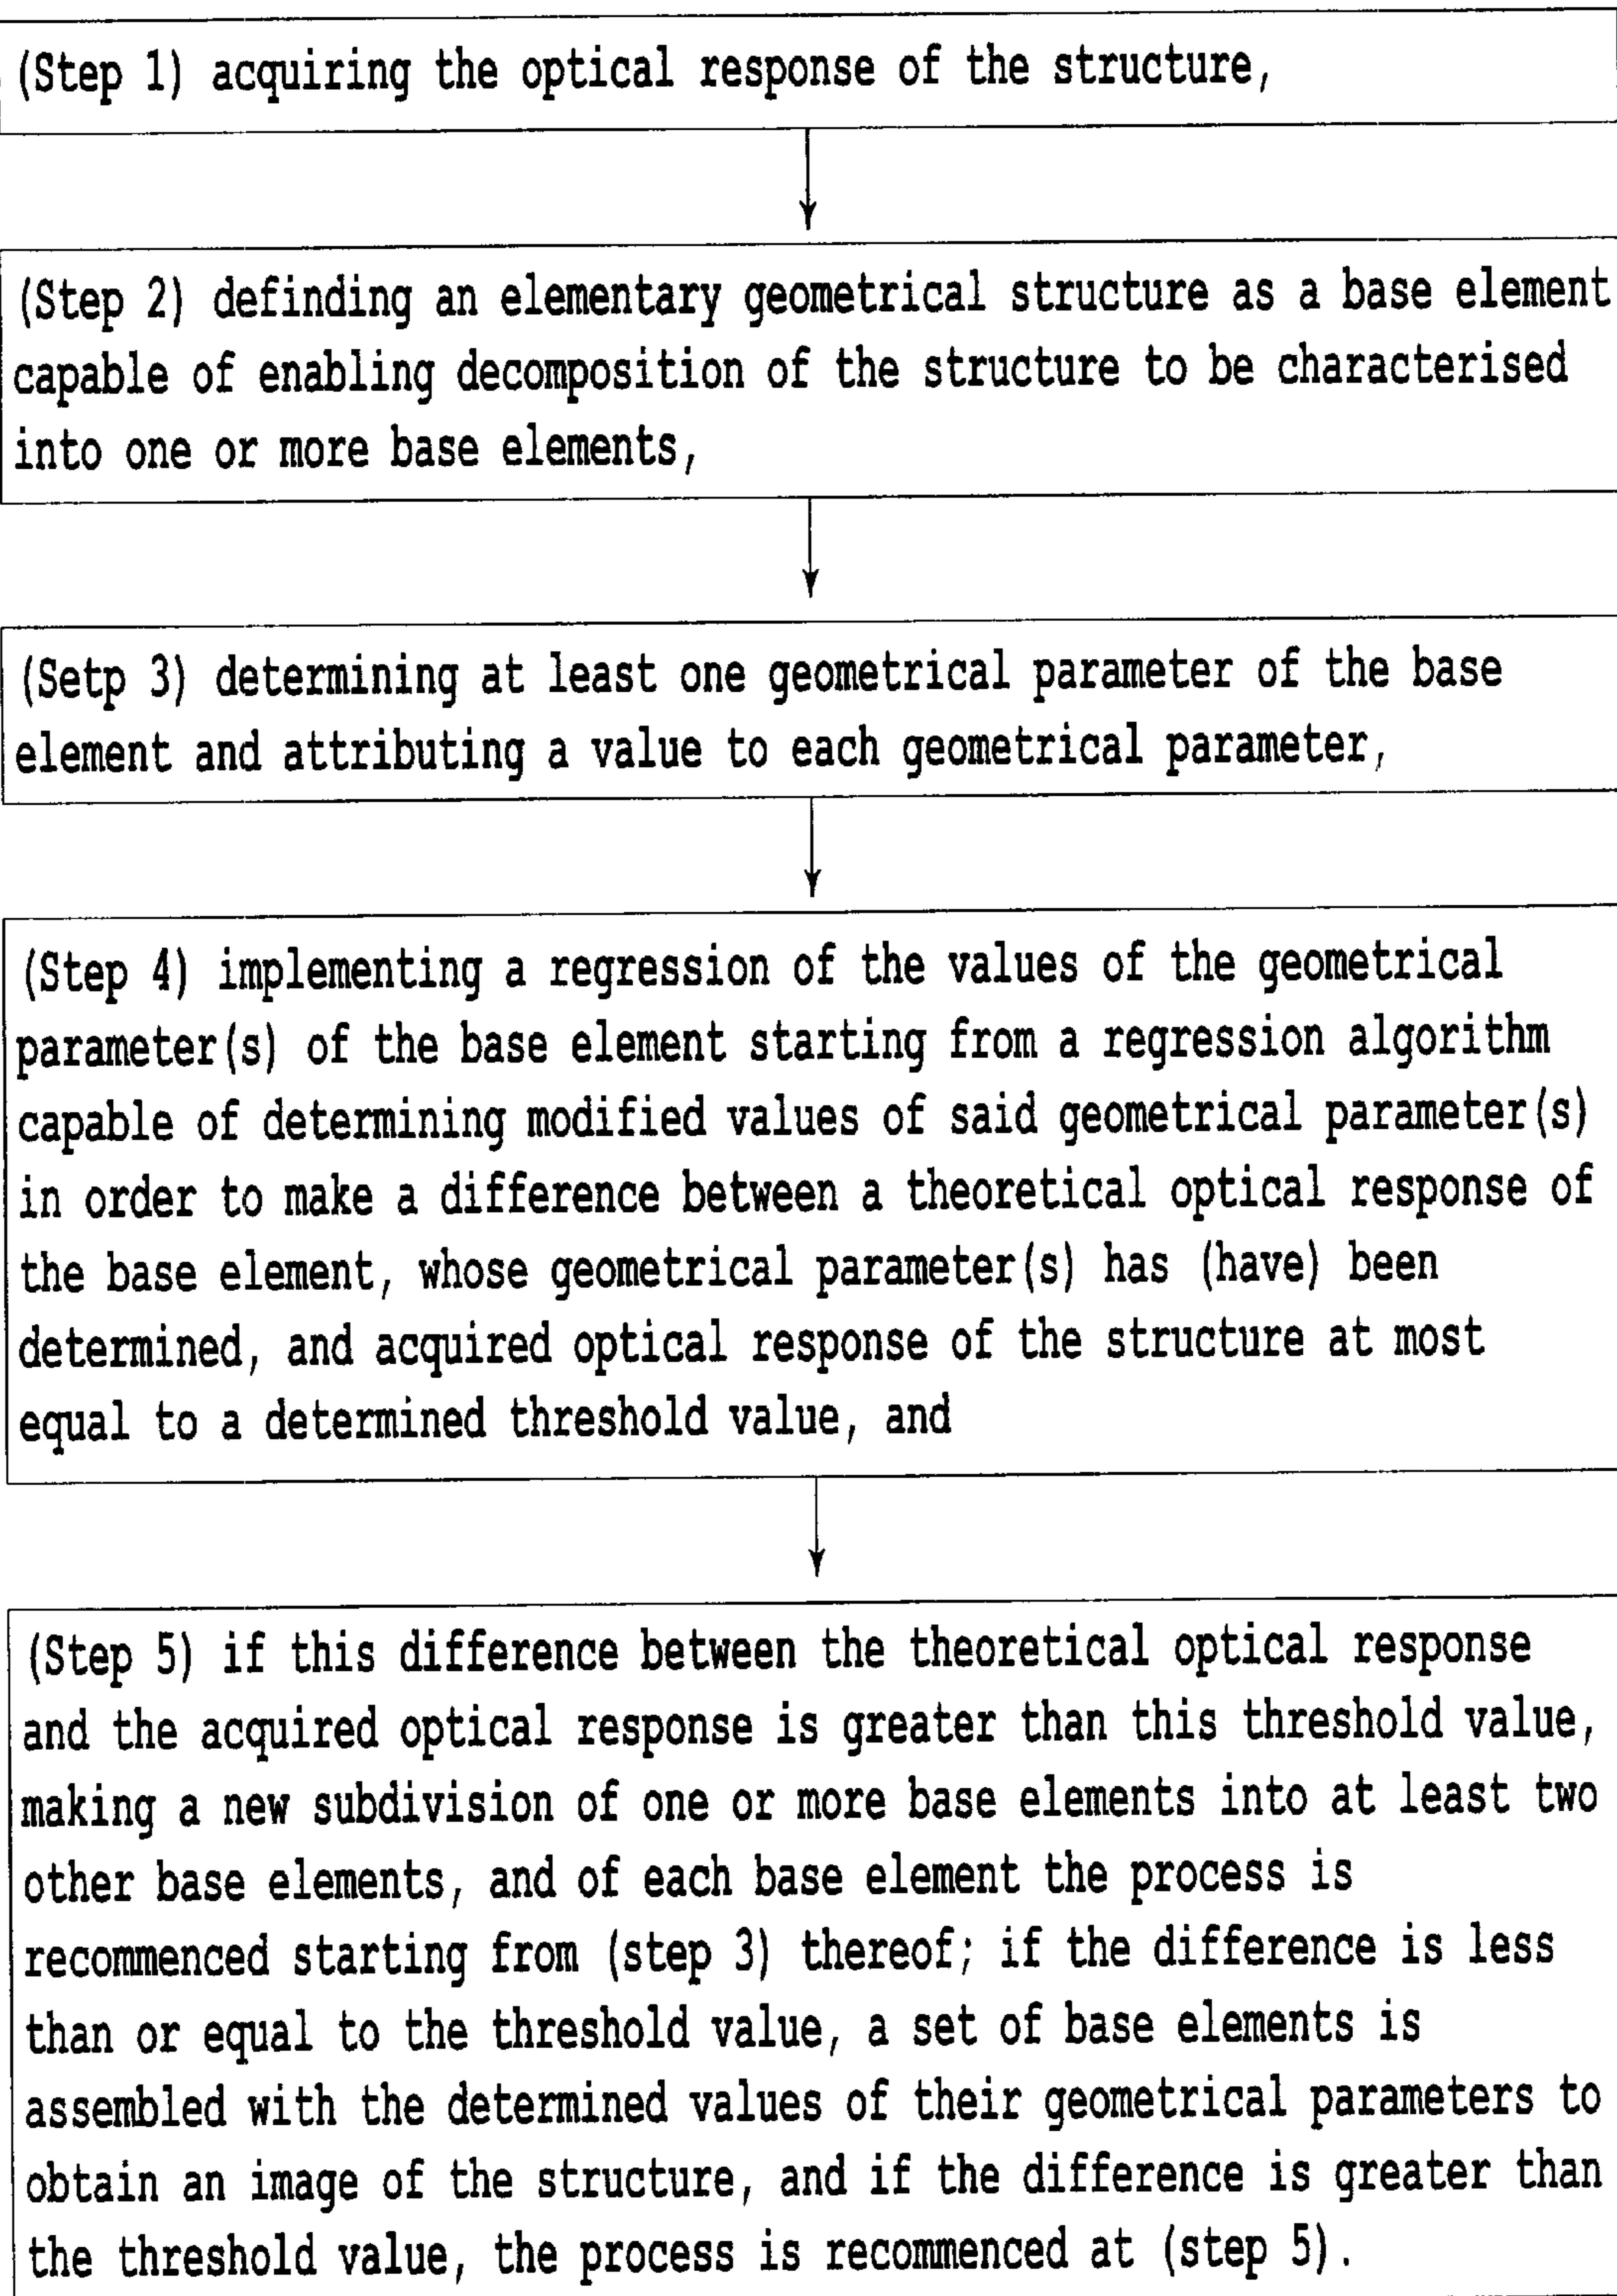 (Step 1) acquiring the optical response of the structure,
(Step 2) definding an elementary geometrical structure as a base element
capable of enabling decomposition of the structure to be characterised
into one or more base elements,
(Setp 3) determining at least one geometrical parameter of the base
element and attributing a value to each geometrical parameter,
(Step 4) implementing a regression of the values of the geometrical
parameter(s) of the base element starting from a regression algorithm
capable of determining modified values of said geometrical parameter(s)
in order to make a difference between a theoretical optical response of
the base element, whose geometrical parameter(s) has (have) been
determined, and acquired optical response of the structure at most
equal to a determined threshold value, and
(Step 5) if this difference between the theoretical optical response
and the acquired optical response is greater than this threshold value,
making a new subdivision of one or more base elements into at least two
other base elements, and of each base element the process is
recommenced starting from (step 3) thereof; if the difference is less
than or equal to the threshold value, a set of base elements is
assembled with the determined values of their geometrical parameters to
obtain an image of the structure, and if the difference is greater than
the threshold value, the process is recommenced at (step 5).